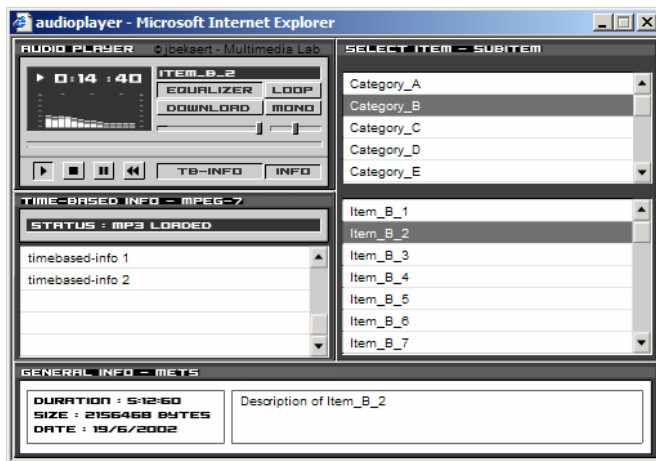 audioplayer - Microsoft Internet Explorer
AUDIO PLAYER ©jbekaert - Multimedia Lab
0:14 :40
ITEM_B_2
EQUALIZER LOOP
DOWNLOAD MONO
TB-INFO INFO
TIME-BASED INFO - MPEG-7
STATUS : MP3 LOADED
timebased-info 1
timebased-info 2
SELECT ITEM - SUBITEM
Category_A
Category_B
Category_C
Category_D
Category_E
Item_B_1
Item_B_2
Item_B_3
Item_B_4
Item_B_5
Item_B_6
Item_B_7
GENERAL INFO - METS
DURATION : 5:12:60
SIZE : 2156468 BYTES
DATE : 19/6/2002
Description of Item_B_2